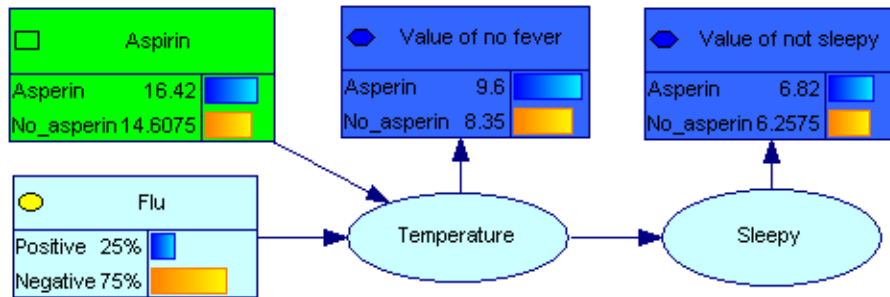 Aspirin
Asperin 16.42
No_asperin 14.6075
Value of no fever
Asperin 9.6
No_asperin 8.35
Value of not sleepy
Asperin 6.82
No_asperin 6.2575
Flu
Positive 25%
Negative 75%
Temperature
Sleepy